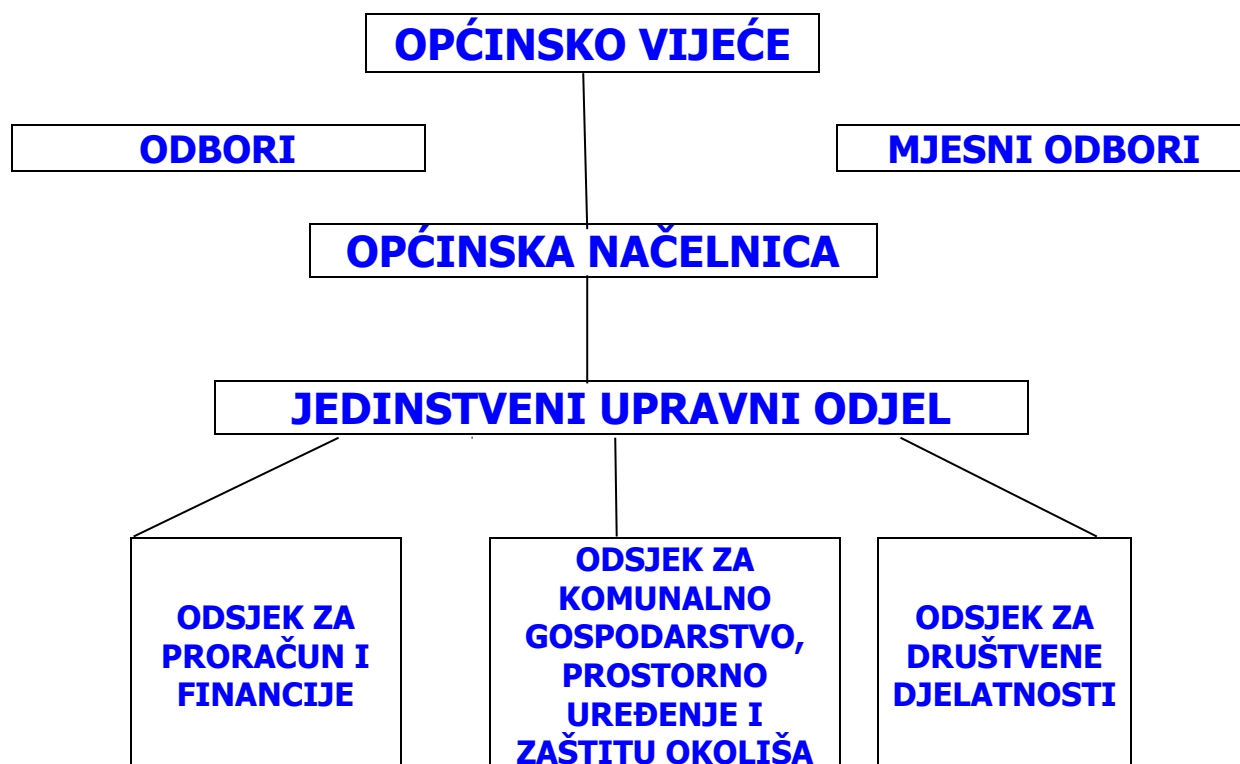 OPĆINSKO VIJEĆE
ODBORI
MJESNI ODBORI
OPĆINSKA NAČELNICA
JEDINSTVENI UPRAVNI ODJEL
ODSJEK ZA
PRORAČUN I
FINANCIJE
ODSJEK ZA
KOMUNALNO
GOSPODARSTVO,
PROSTORNO
UREĐENJE I
ZAŠTITU OKOLIŠA
ODSJEK ZA
DRUŠTVENE
DJELATNOSTI